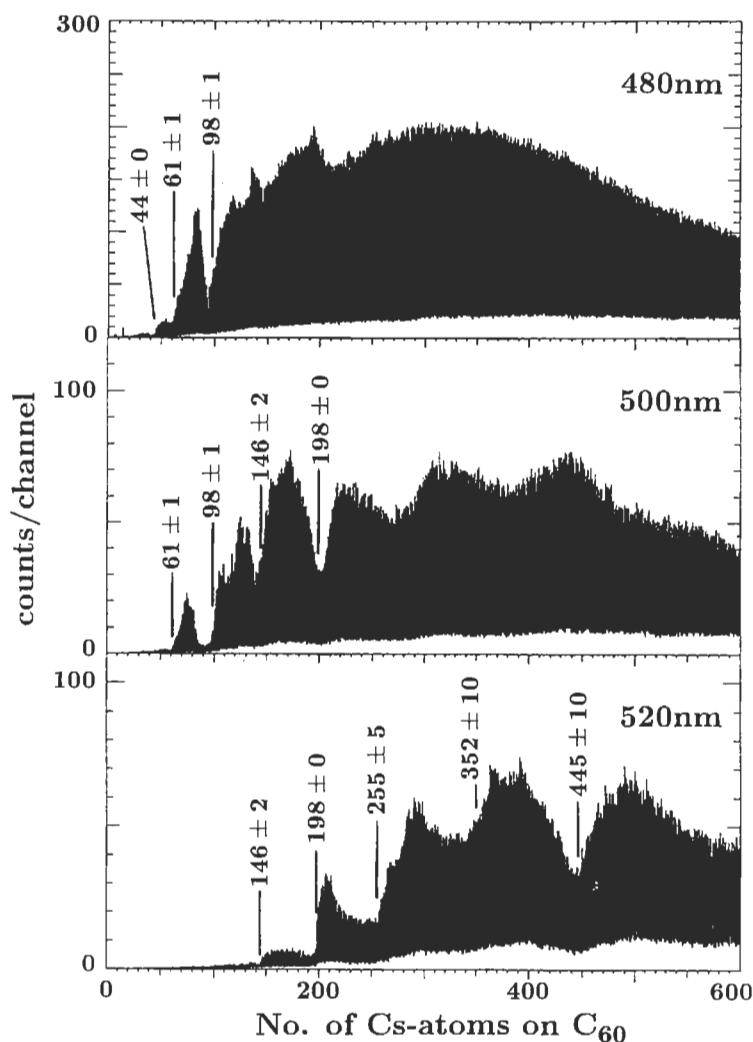 300
480nm
44 ± 0
61 ± 1
98 ± 1
0
100
500nm
61 ± 1
98 ± 1
146 ± 2
198 ± 0
0
counts/channel
100
520nm
146 ± 2
198 ± 0
255 ± 5
352 ± 10
445 ± 10
0
0
200
400
600
No. of Cs-atoms on C60